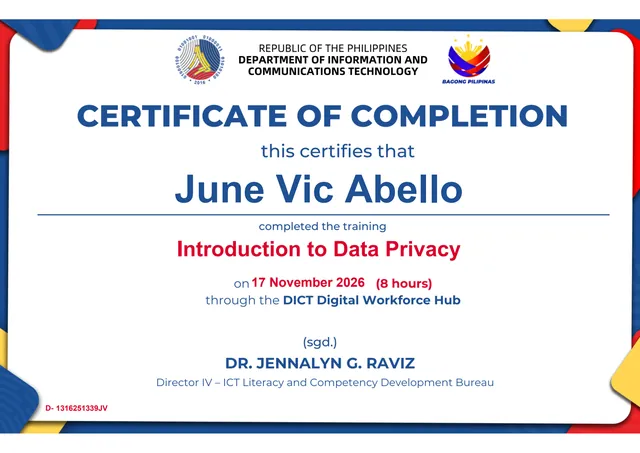 REPUBLIC OF THE PHILIPPINES
DEPARTMENT OF INFORMATION AND
COMMUNICATIONS TECHNOLOGY
BAGONG PILIPINAS
CERTIFICATE OF COMPLETION
this certifies that
June Vic Abello
completed the training
Introduction to Data Privacy
on 17 November 2026 (8 hours)
through the DICT Digital Workforce Hub
(sgd.)
DR. JENNALYN G. RAVIZ
Director IV – ICT Literacy and Competency Development Bureau
D- 1316251339JV